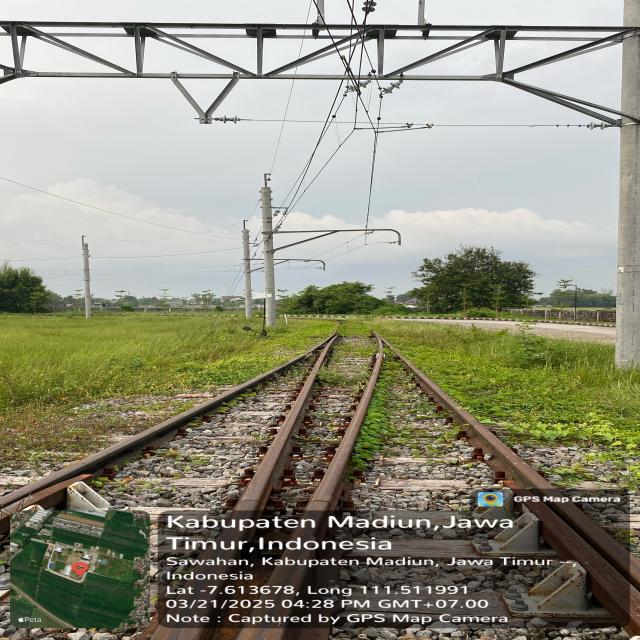 GPS Map Camera
Kabupaten Madiun,Jawa
Timur,Indonesia
Sawahan, Kabupaten Madiun, Jawa Timur --,
Indonesia
Lat -7.613678, Long 111.511991
03/21/2025 04:28 PM GMT+07.00
Note : Captured by GPS Map Camera
Peta